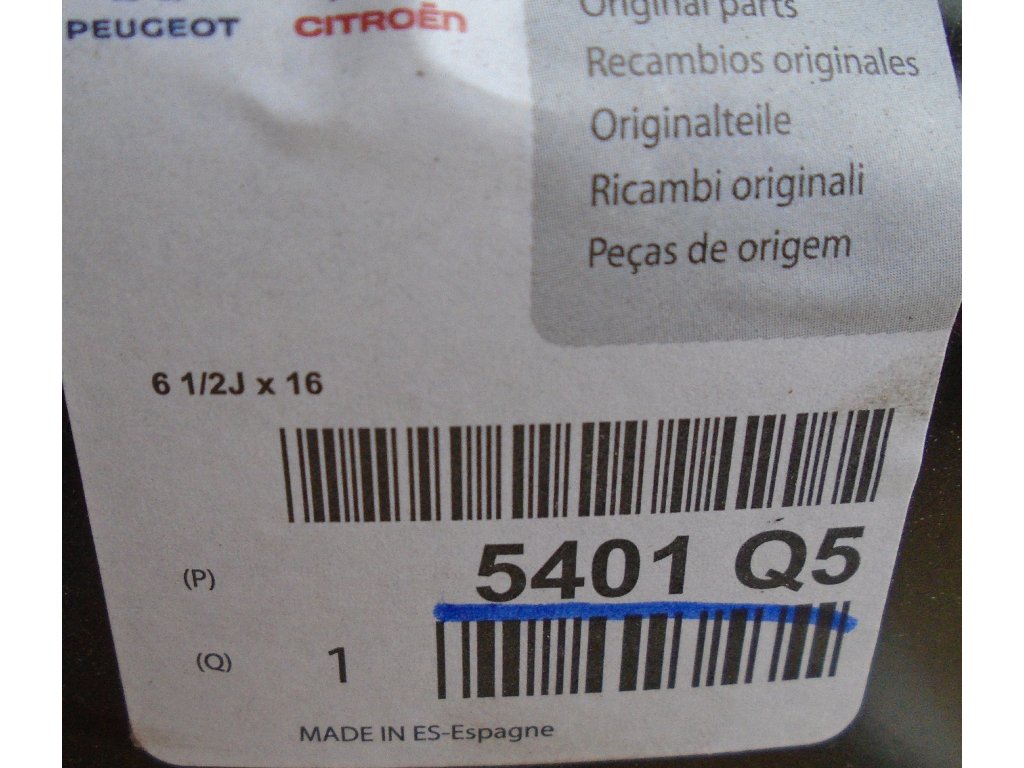 PEUGEOT CITROËN
Original parts
Recambios originales
Originalteile
Ricambi originali
Peças de origem
6 1/2J x 16
(P) 5401 Q5
(Q) 1
MADE IN ES-Espagne